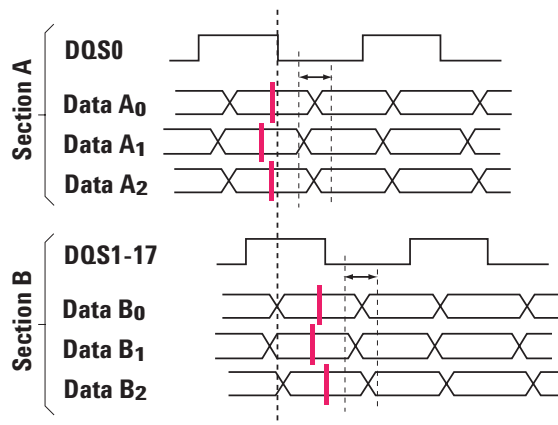 Section A
DQS0
Data A0
Data A1
Data A2
Section B
DQS1-17
Data B0
Data B1
Data B2